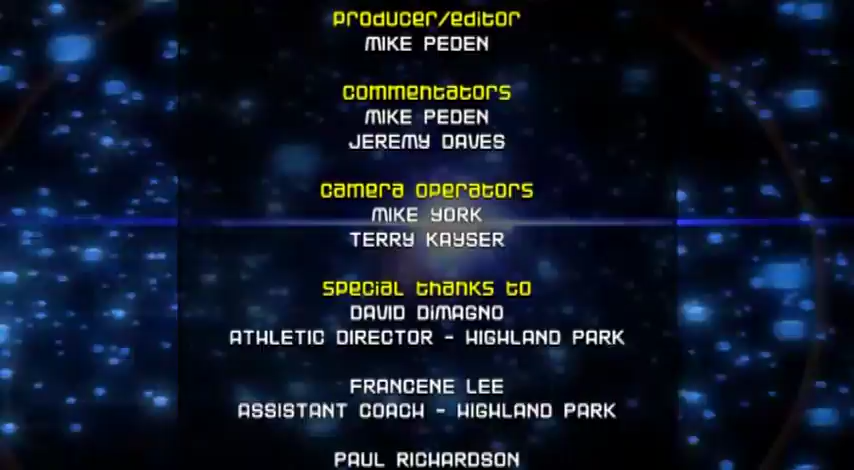 producer/editor
MIKE PEDEN
commentators
MIKE PEDEN
JEREMY DAVES
camera operators
MIKE YORK
TERRY KAYSER
special thanks to
DAVID DiMAGNO
ATHLETIC DIRECTOR - HIGHLAND PARK
FRANCENE LEE
ASSISTANT COACH - HIGHLAND PARK
PAUL RICHARDSON